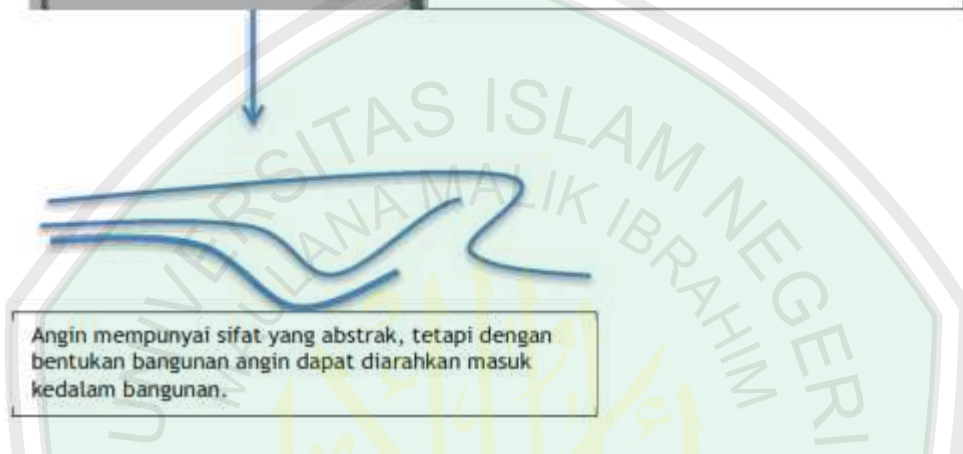 UNIVERSITAS ISLAM NEGERI
MAULANA MALIK IBRAHIM
Angin mempunyai sifat yang abstrak, tetapi dengan
bentukan bangunan angin dapat diarahkan masuk
kedalam bangunan.